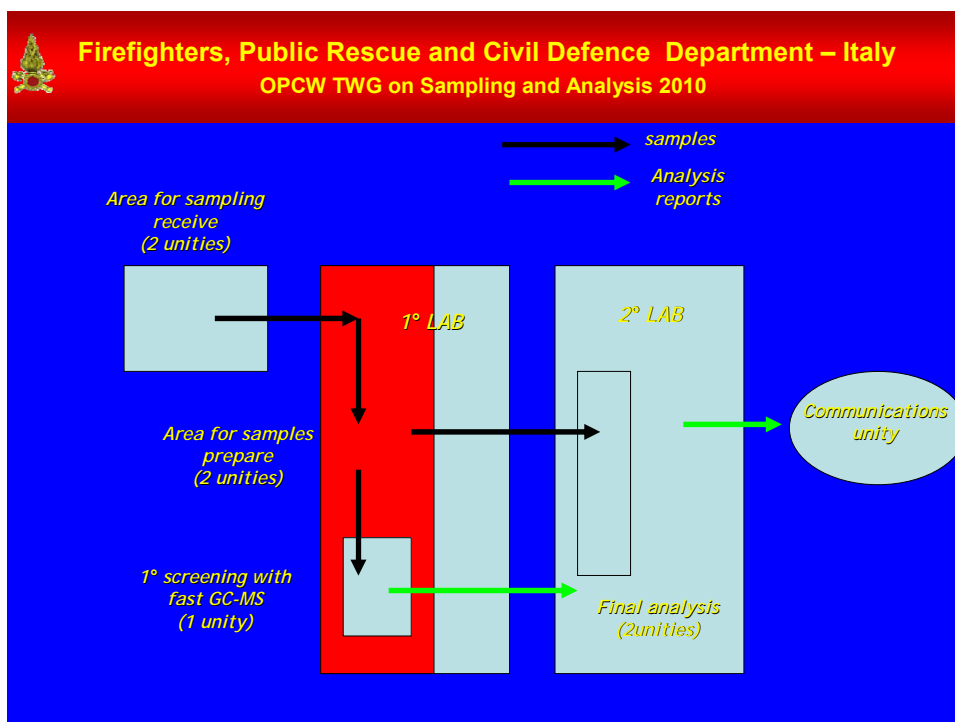 Firefighters, Public Rescue and Civil Defence Department – Italy
OPCW TWG on Sampling and Analysis 2010
samples
Analysis
reports
Area for sampling
receive
(2 unities)
1° LAB
2° LAB
Communications
unity
Area for samples
prepare
(2 unities)
1° screening with
fast GC-MS
(1 unity)
Final analysis
(2unities)